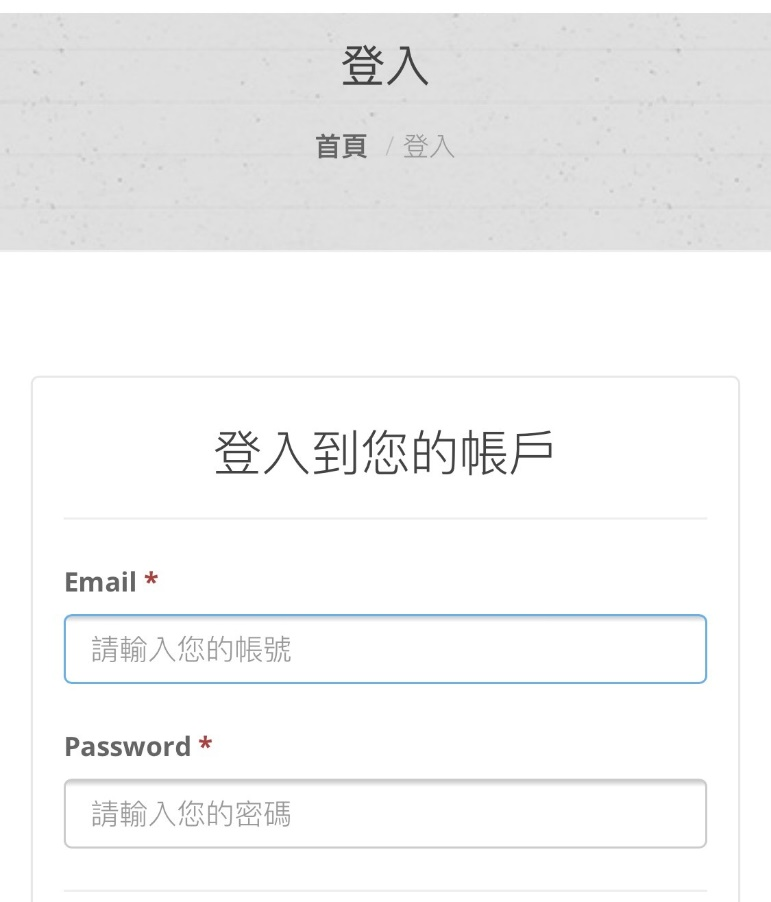 登入
首頁 / 登入
登入到您的帳戶
Email *
請輸入您的帳號
Password *
請輸入您的密碼